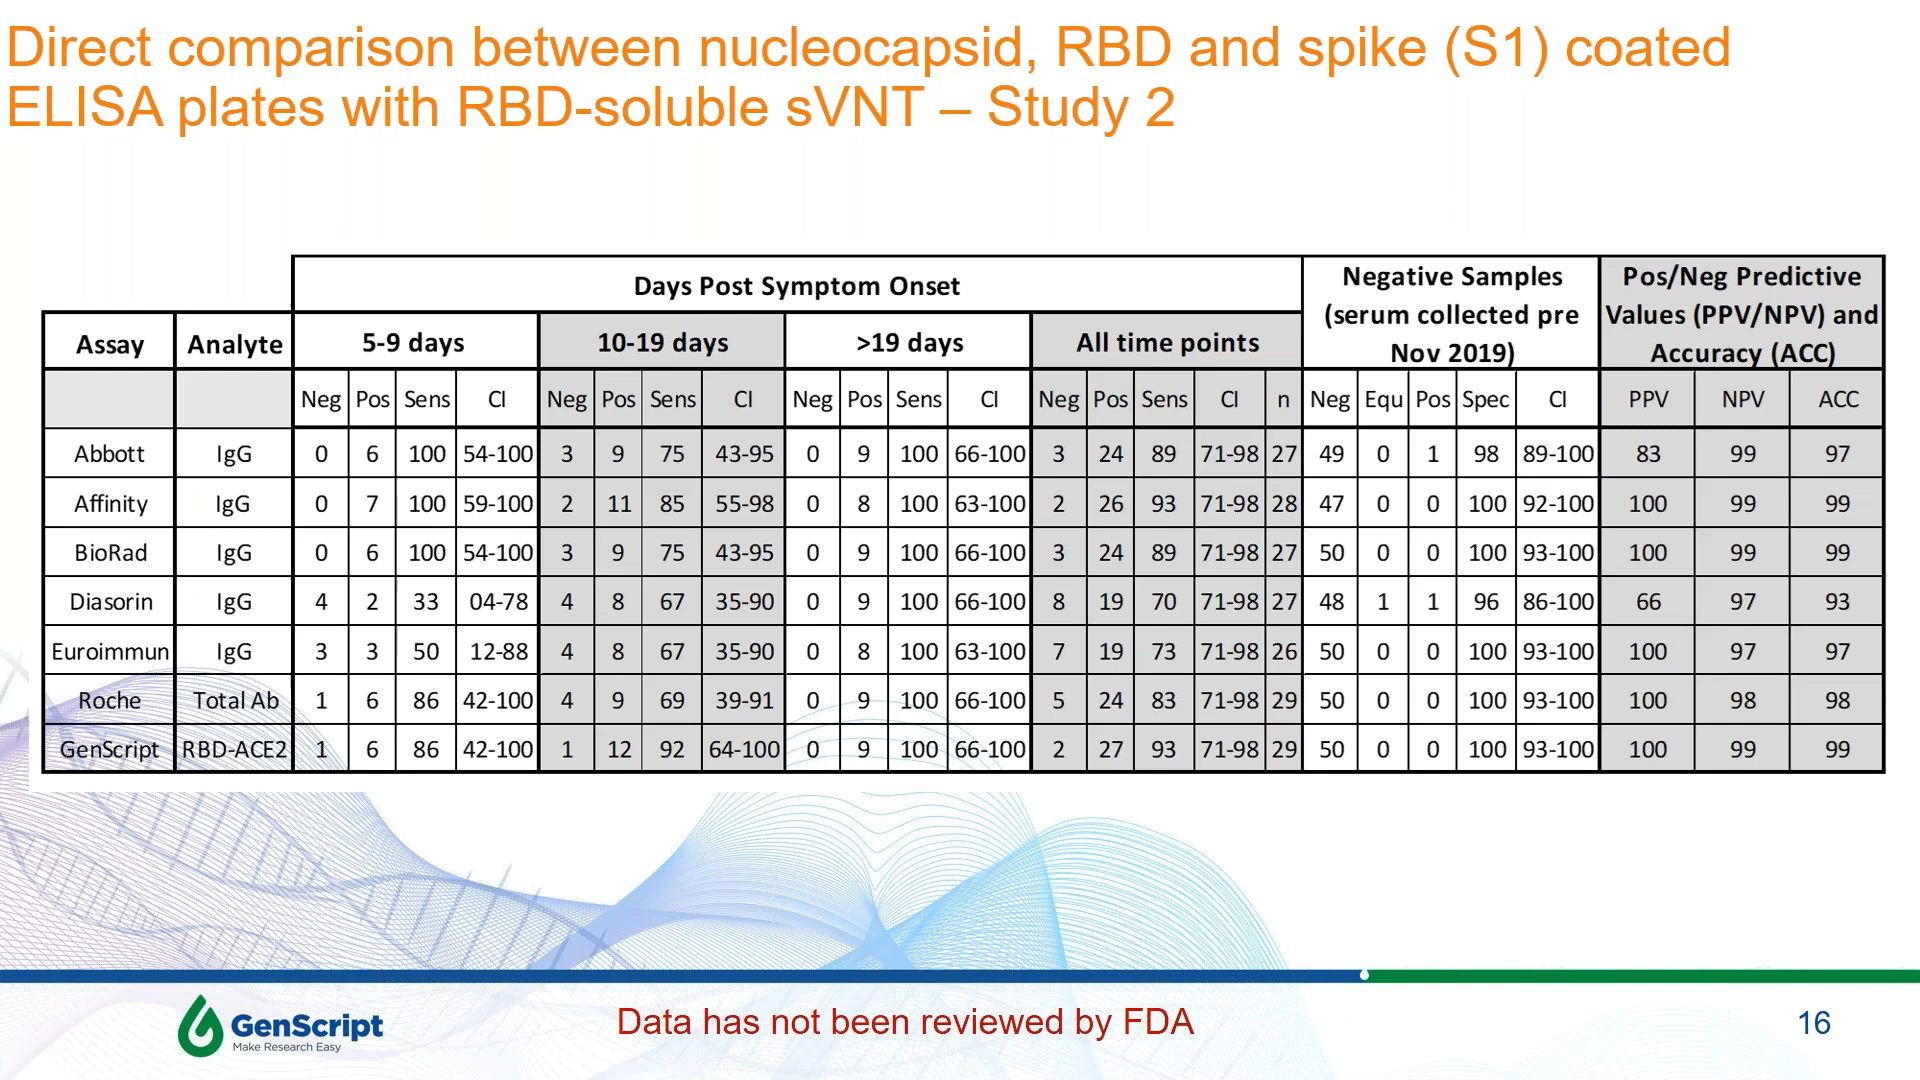 Direct comparison between nucleocapsid, RBD and spike (S1) coated
ELISA plates with RBD-soluble sVNT – Study 2
Days Post Symptom Onset
Negative Samples
(serum collected pre
Nov 2019)
Pos/Neg Predictive
Values (PPV/NPV) and
Accuracy (ACC)
Assay Analyte 5-9 days 10-19 days >19 days All time points
Neg Pos Sens CI Neg Pos Sens CI Neg Pos Sens CI Neg Pos Sens CI n Neg Equ Pos Spec CI PPV NPV ACC
Abbott IgG 0 6 100 54-100 3 9 75 43-95 0 9 100 66-100 3 24 89 71-98 27 49 0 1 98 89-100 83 99 97
Affinity IgG 0 7 100 59-100 2 11 85 55-98 0 8 100 63-100 2 26 93 71-98 28 47 0 0 100 92-100 100 99 99
BioRad IgG 0 6 100 54-100 3 9 75 43-95 0 9 100 66-100 3 24 89 71-98 27 50 0 0 100 93-100 100 99 99
Diasorin IgG 4 2 33 04-78 4 8 67 35-90 0 9 100 66-100 8 19 70 71-98 27 48 1 1 96 86-100 66 97 93
Euroimmun IgG 3 3 50 12-88 4 8 67 35-90 0 8 100 63-100 7 19 73 71-98 26 50 0 0 100 93-100 100 97 97
Roche Total Ab 1 6 86 42-100 4 9 69 39-91 0 9 100 66-100 5 24 83 71-98 29 50 0 0 100 93-100 100 98 98
GenScript RBD-ACE2 1 6 86 42-100 1 12 92 64-100 0 9 100 66-100 2 27 93 71-98 29 50 0 0 100 93-100 100 99 99
GenScript
Make Research Easy
Data has not been reviewed by FDA
16